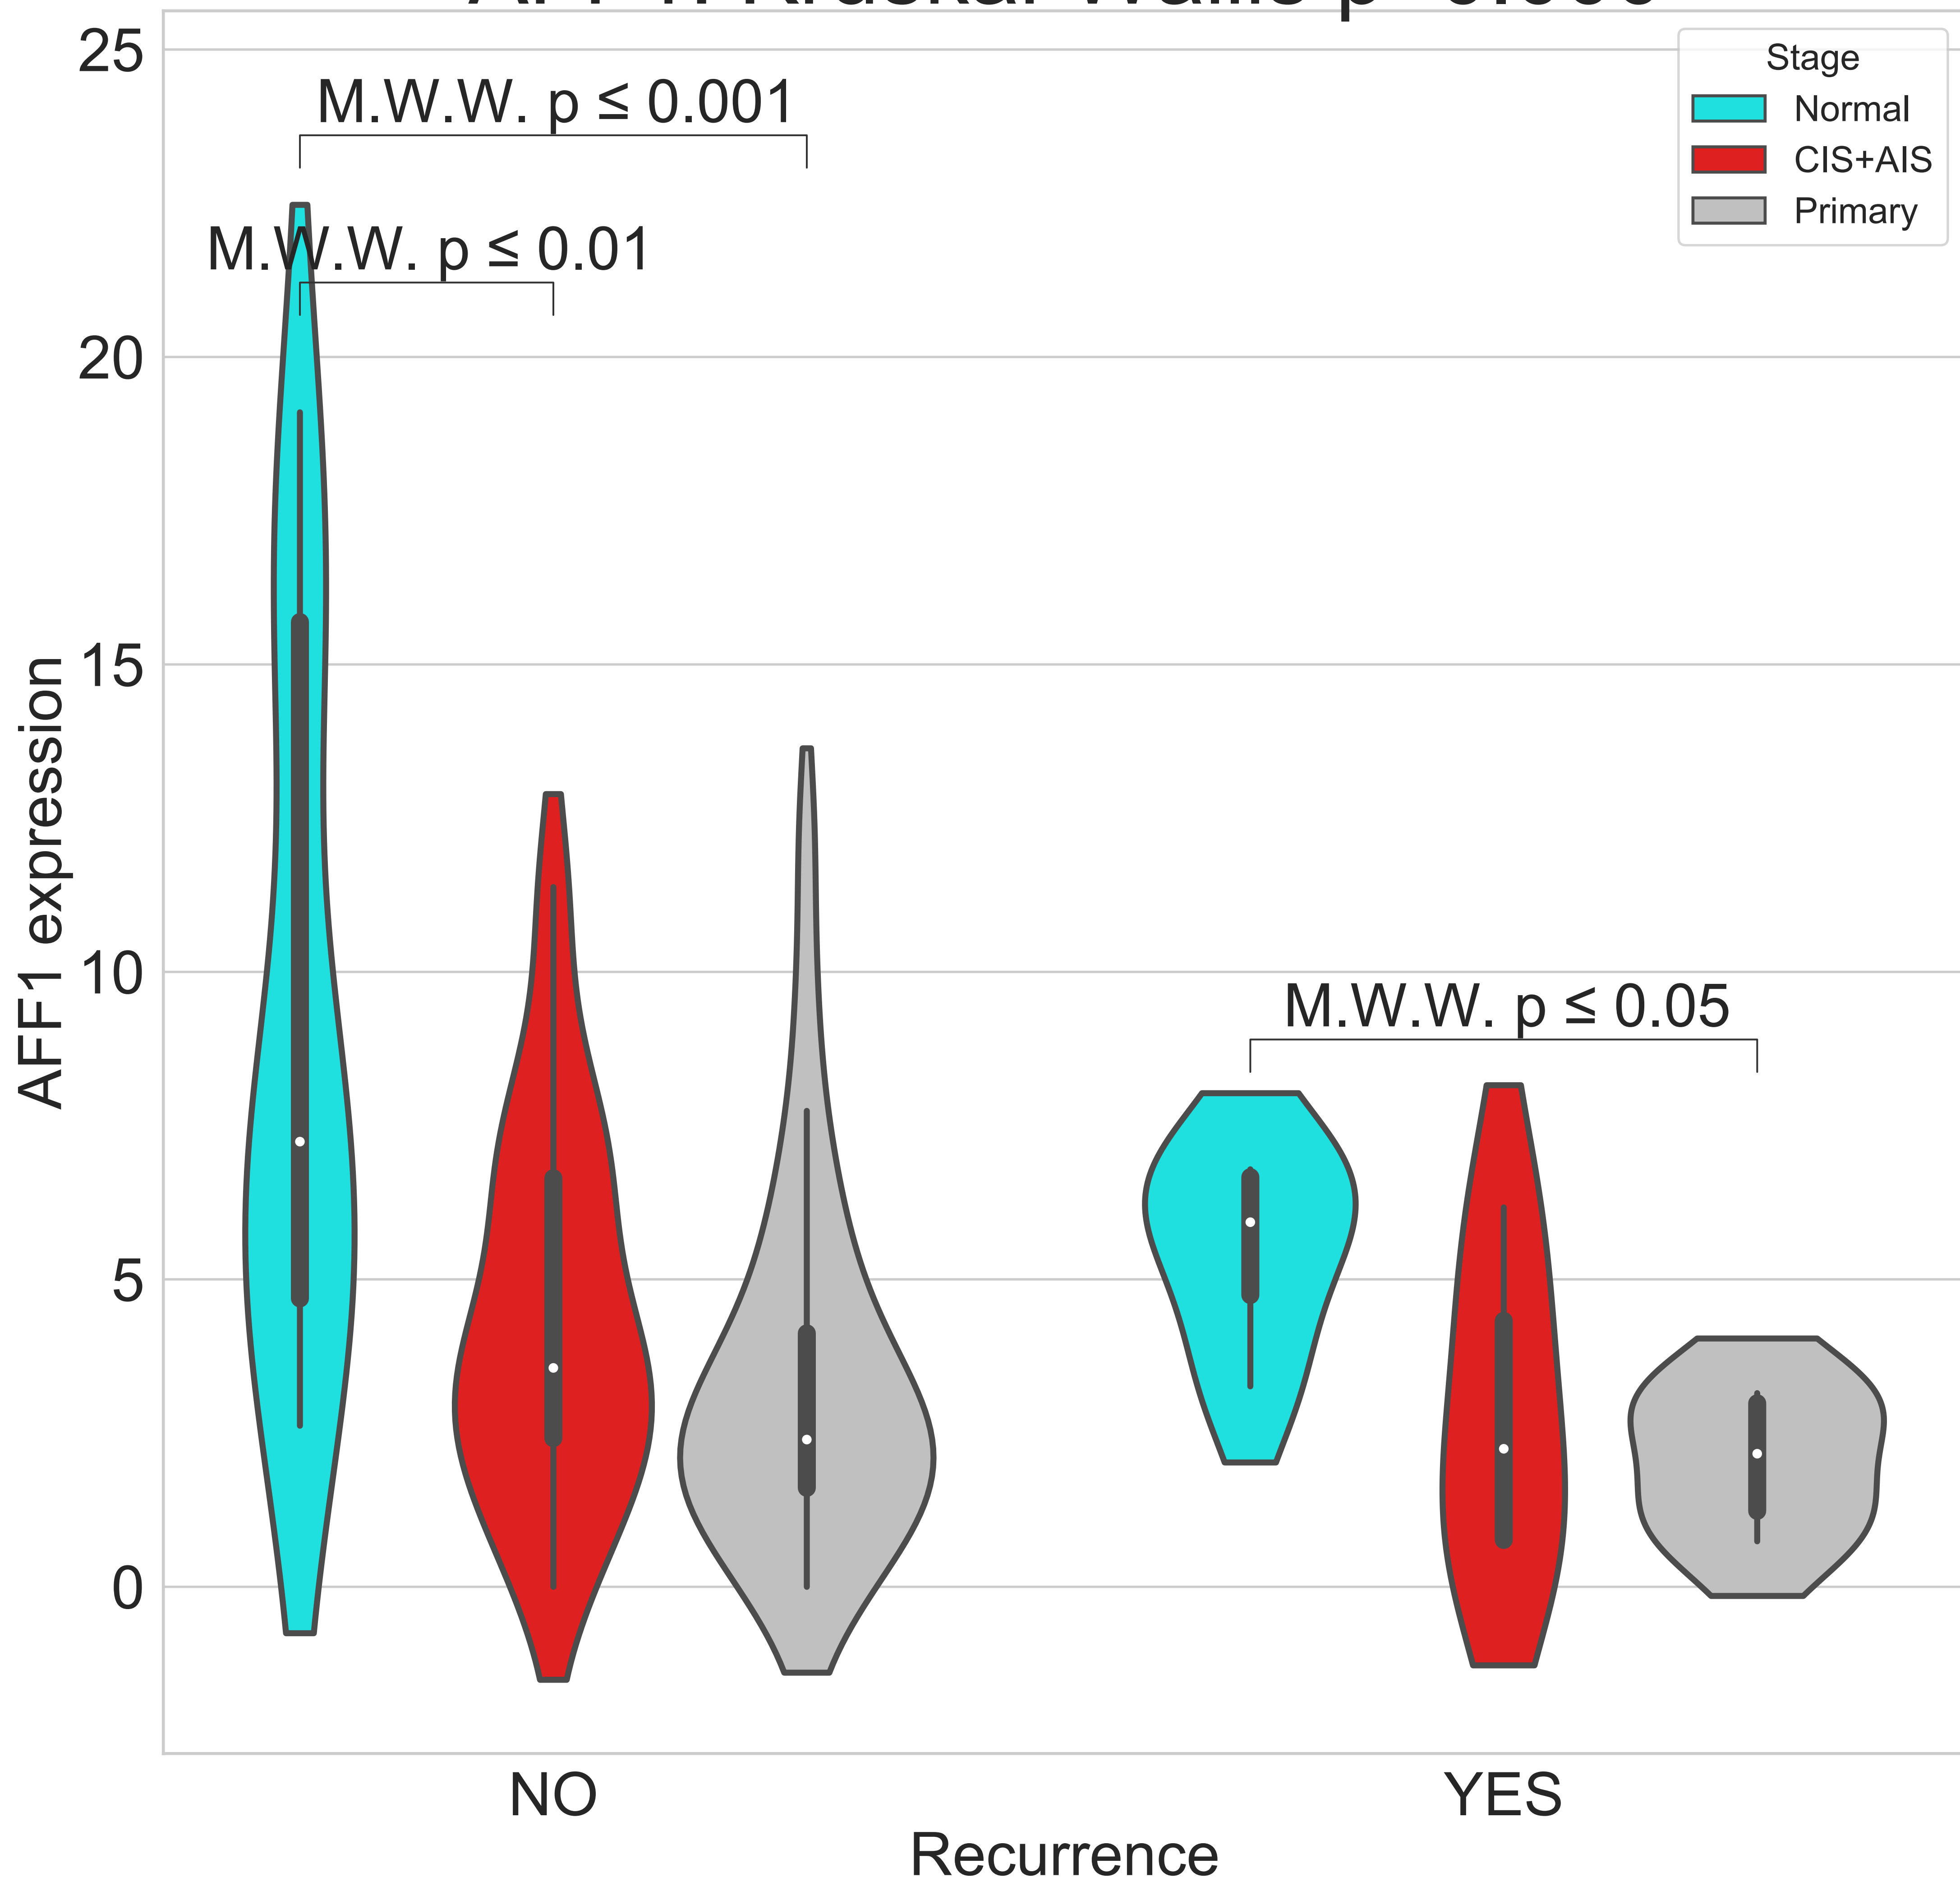 25
M.W.W. p ≤ 0.001
M.W.W. p ≤ 0.01
20
15
10
5
0
AFF1 expression
M.W.W. p ≤ 0.05
Stage
Normal
CIS+AIS
Primary
NO
YES
Recurrence